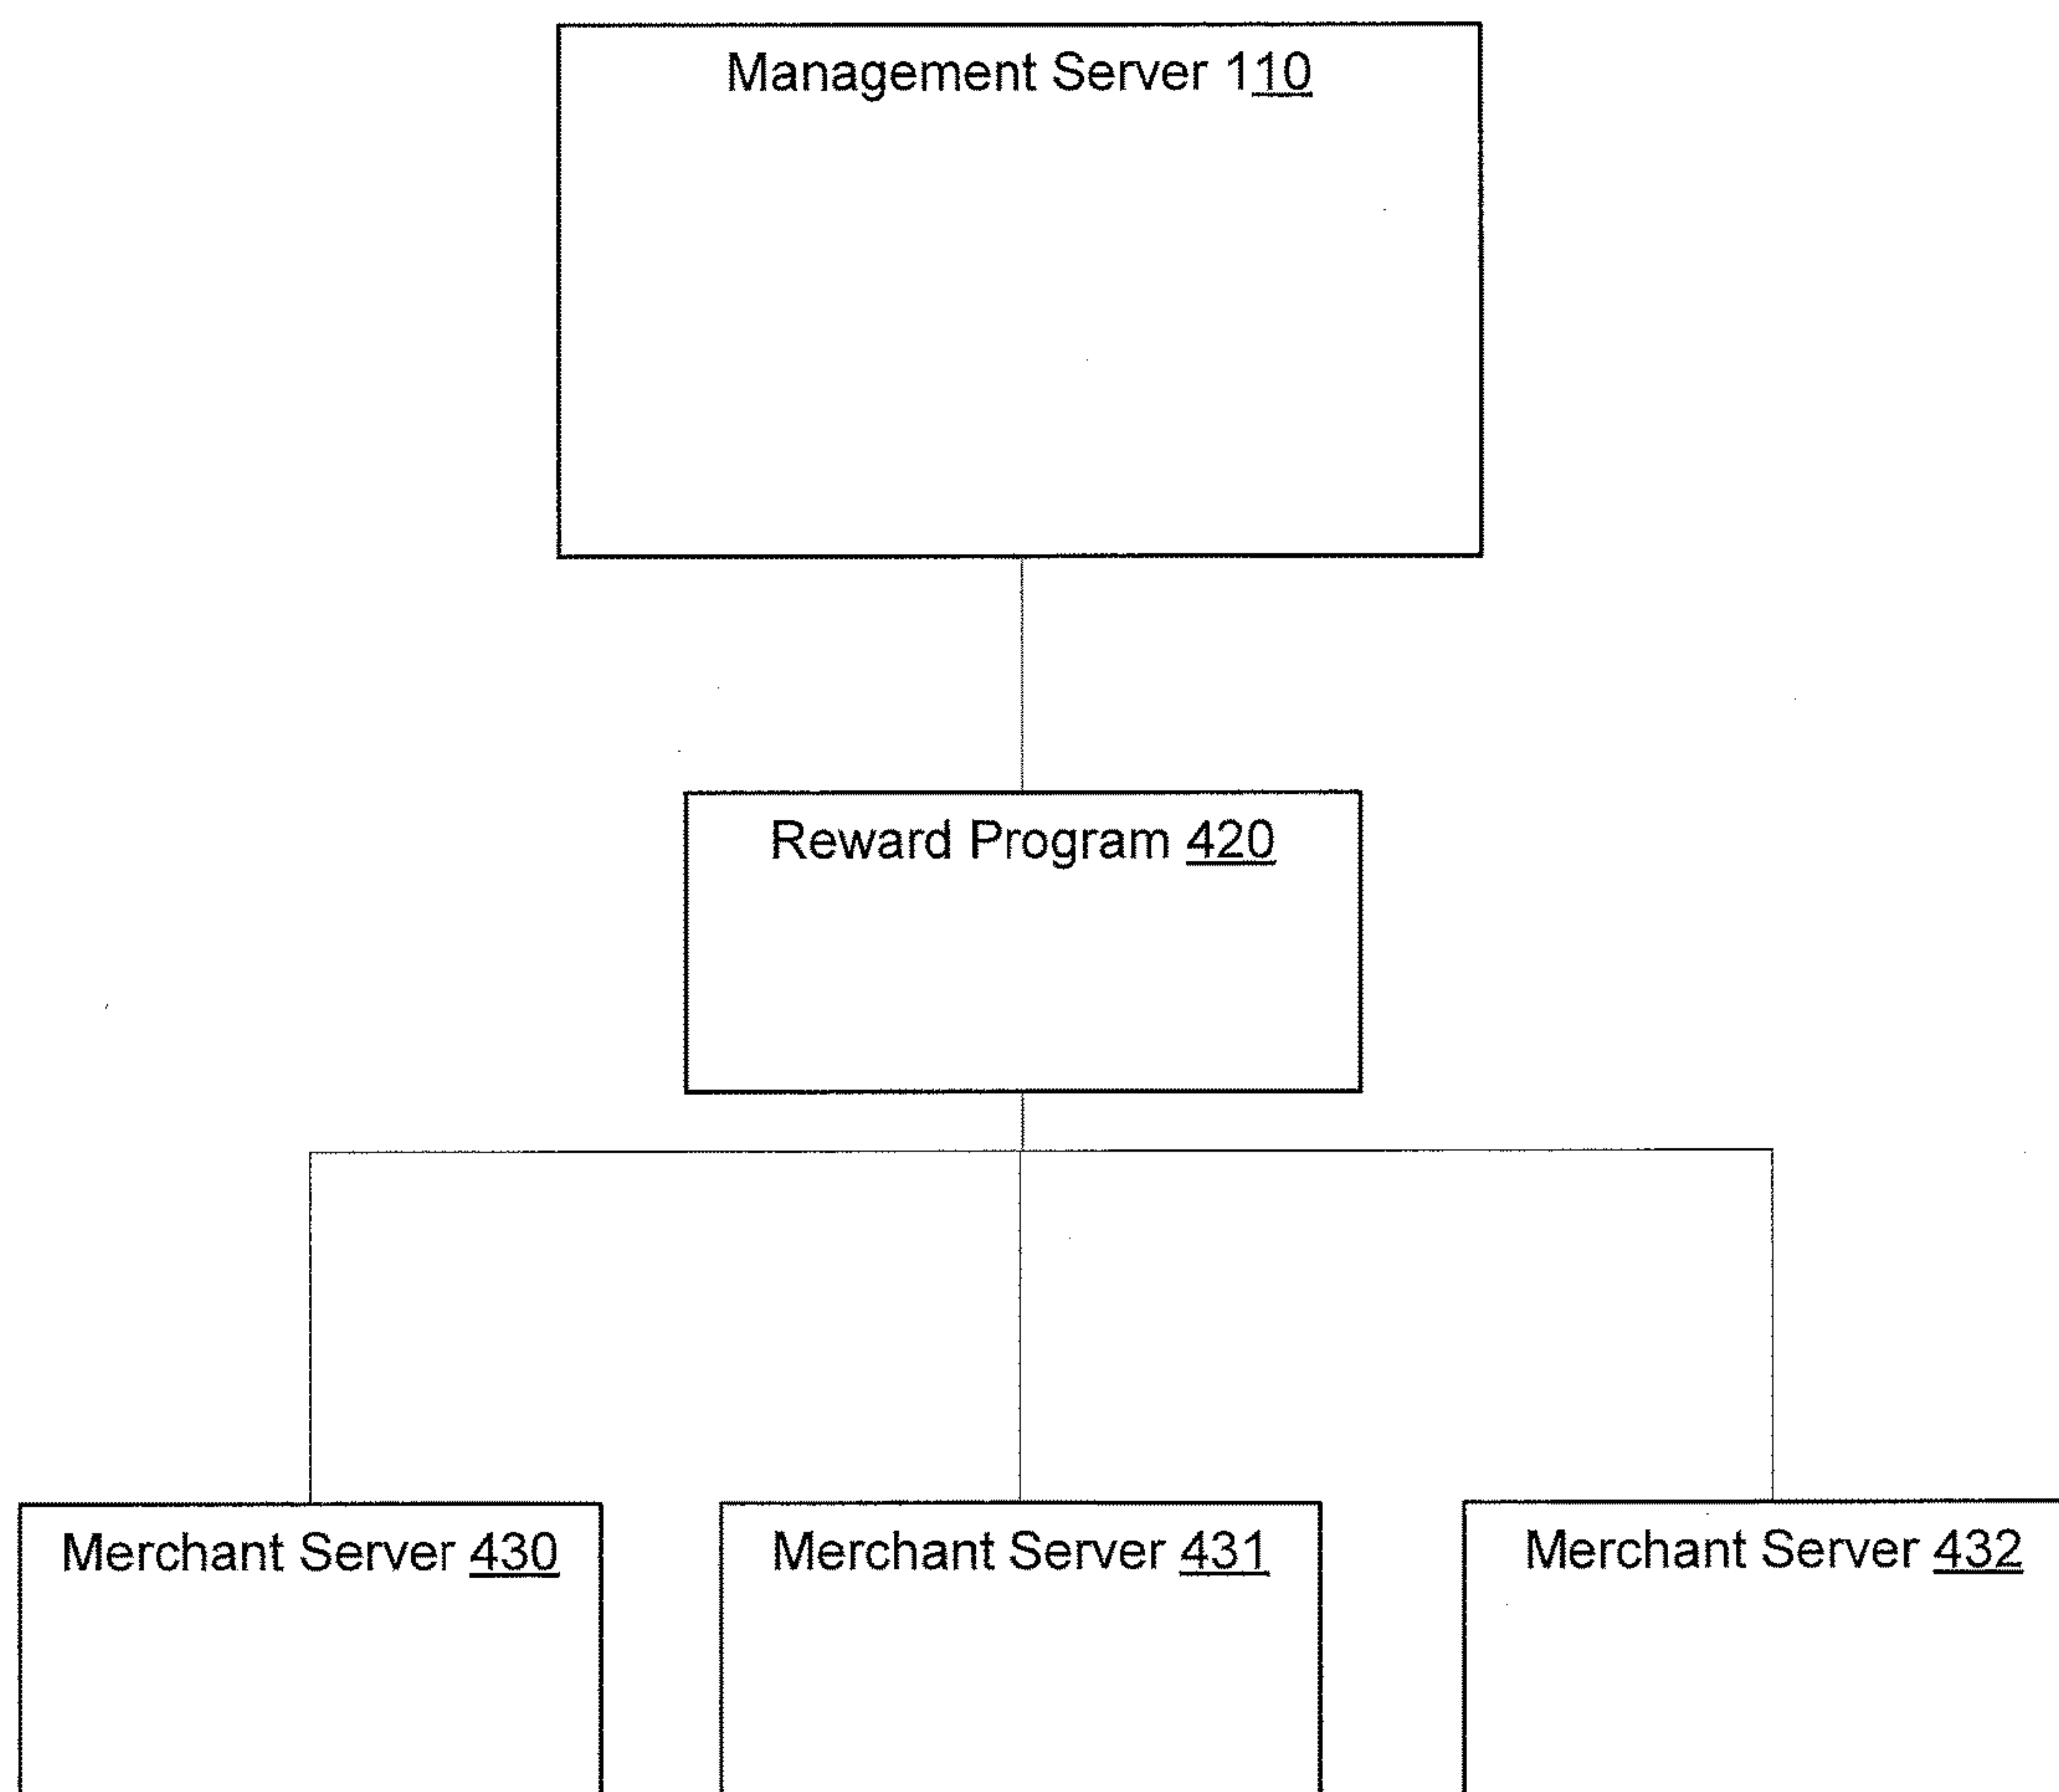 Management Server 110
Reward Program 420
Merchant Server 430
Merchant Server 431
Merchant Server 432